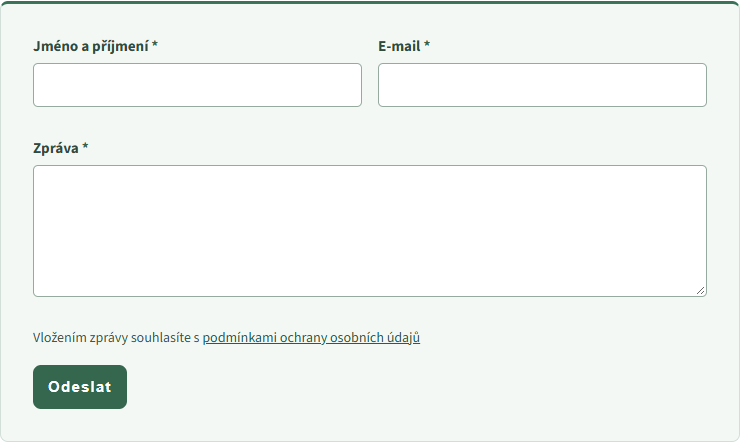 Jméno a příjmení *
E-mail *
Zpráva *
Vložením zprávy souhlasíte s podmínkami ochrany osobních údajů
Odeslat